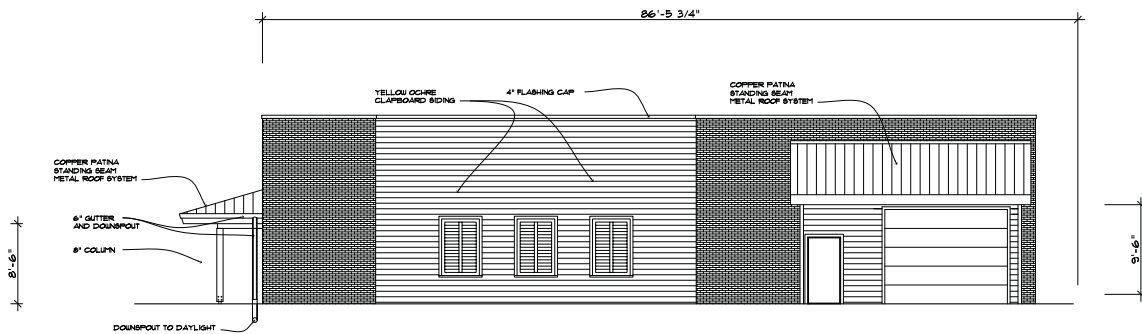 86'-5 3/4"
YELLOW OCHRE
CLAPBOARD SIDING
4" FLASHING CAP
COPPER PATINA
STANDING SEAM
METAL ROOF SYSTEM
COPPER PATINA
STANDING SEAM
METAL ROOF SYSTEM
6" GUTTER
AND DOWNSPOUT
8" COLUMN
8'-6"
9'-6"
DOWNSPOUT TO DAYLIGHT